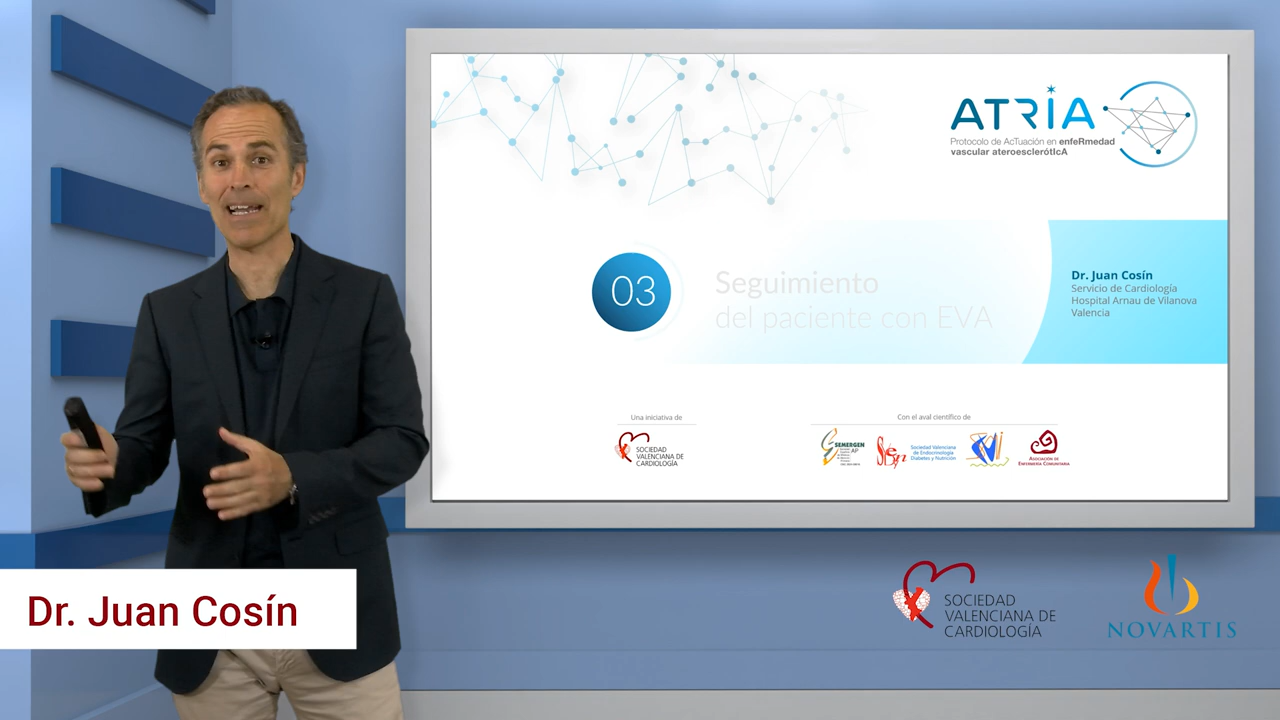 ATRIA
Protocolo de AcTuación en enfeRmedad
vascular ateroesclerótIcA
03
Seguimiento
del paciente con EVA
Dr. Juan Cosín
Servicio de Cardiología
Hospital Arnau de Vilanova
Valencia
Una iniciativa de
Con el aval científico de
SOCIEDAD
VALENCIANA DE
CARDIOLOGÍA
SEMERGEN
AP
Sociedad Valenciana
de Endocrinología
Diabetes y Nutrición
ASOCIACIÓN DE
ENFERMERÍA COMUNITARIA
Dr. Juan Cosín
SOCIEDAD
VALENCIANA DE
CARDIOLOGÍA
NOVARTIS